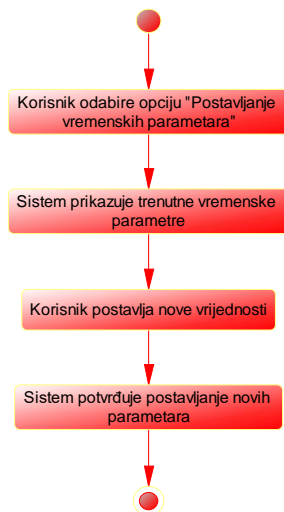 Korisnik odabire opciju "Postavljanje
vremenskih parametara"
Sistem prikazuje trenutne vremenske
parametre
Korisnik postavlja nove vrijednosti
Sistem potvrđuje postavljanje novih
parametara